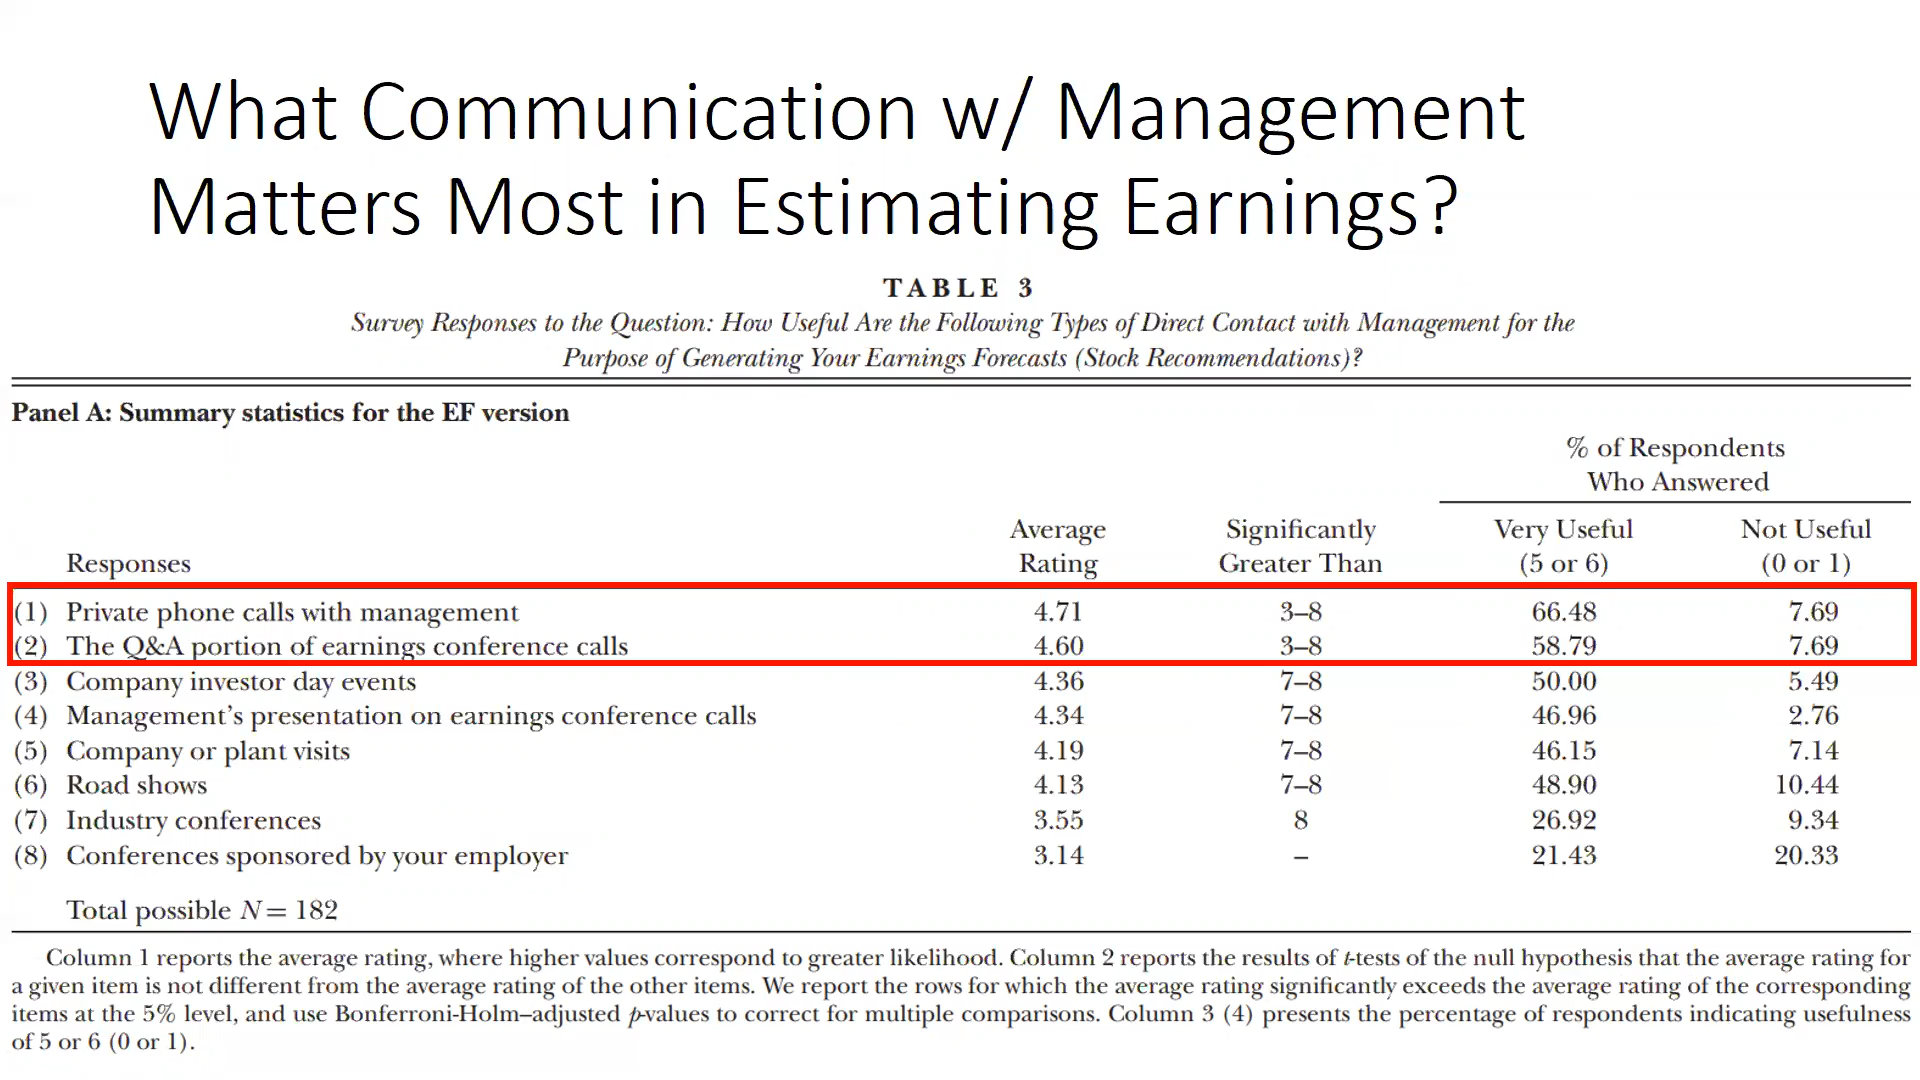 What Communication w/ Management
Matters Most in Estimating Earnings?
TABLE 3
Survey Responses to the Question: How Useful Are the Following Types of Direct Contact with Management for the
Purpose of Generating Your Earnings Forecasts (Stock Recommendations)?
Panel A: Summary statistics for the EF version
% of Respondents
Who Answered
Average Significantly Very Useful Not Useful
Responses Rating Greater Than (5 or 6) (0 or 1)
(1) Private phone calls with management 4.71 3–8 66.48 7.69
(2) The Q&A portion of earnings conference calls 4.60 3–8 58.79 7.69
(3) Company investor day events 4.36 7–8 50.00 5.49
(4) Management’s presentation on earnings conference calls 4.34 7–8 46.96 2.76
(5) Company or plant visits 4.19 7–8 46.15 7.14
(6) Road shows 4.13 7–8 48.90 10.44
(7) Industry conferences 3.55 8 26.92 9.34
(8) Conferences sponsored by your employer 3.14 – 21.43 20.33
Total possible N = 182
Column 1 reports the average rating, where higher values correspond to greater likelihood. Column 2 reports the results of t-tests of the null hypothesis that the average rating for
a given item is not different from the average rating of the other items. We report the rows for which the average rating significantly exceeds the average rating of the corresponding
items at the 5% level, and use Bonferroni-Holm–adjusted p-values to correct for multiple comparisons. Column 3 (4) presents the percentage of respondents indicating usefulness
of 5 or 6 (0 or 1).